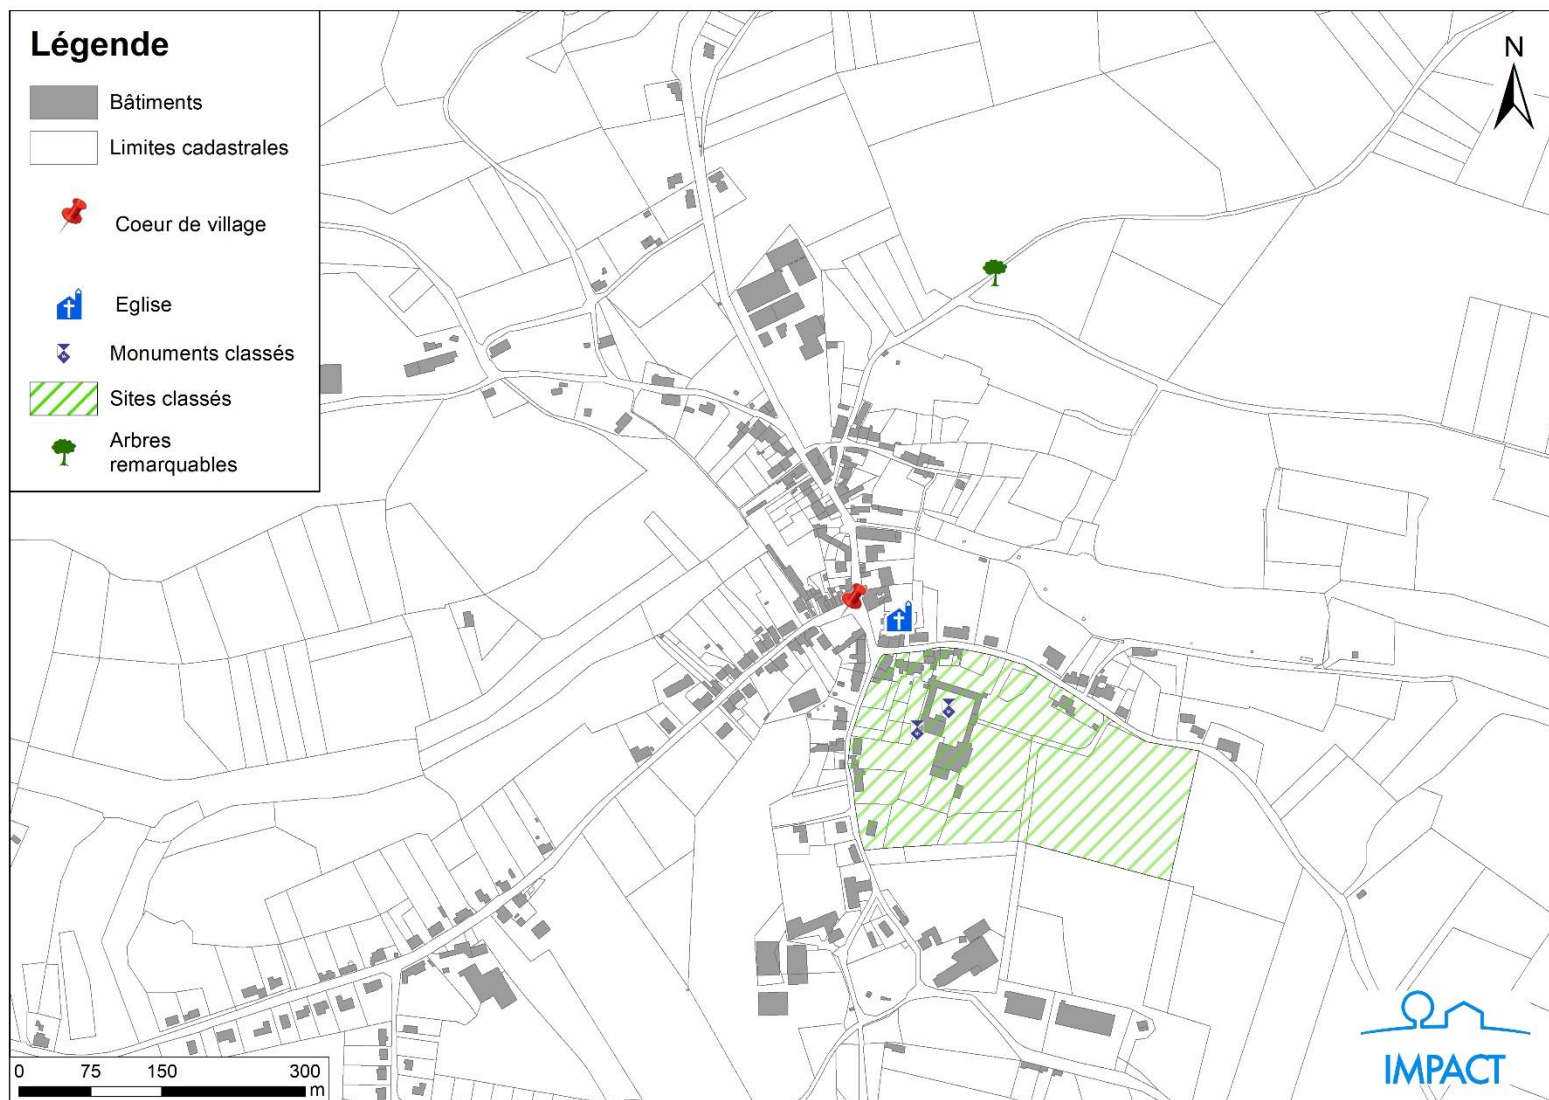 Légende
Bâtiments
Limites cadastrales
Coeur de village
Eglise
Monuments classés
Sites classés
Arbres
remarquables
N
0 75 150 300
m
IMPACT